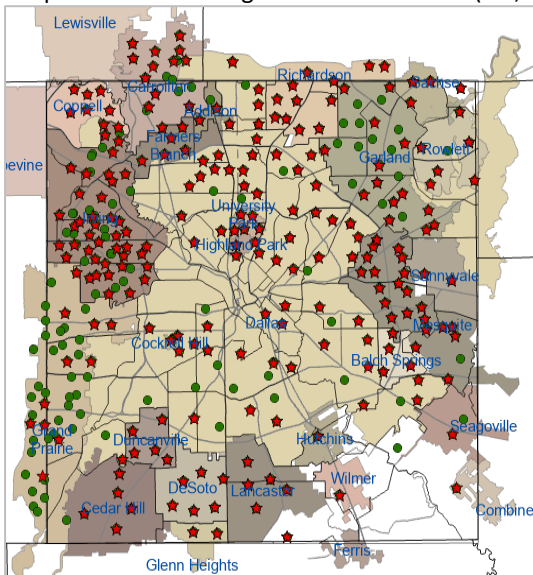 Lewisville
Richardson
Coppell
Carrollton
Sachse
Addison
Farmers
Branch
Garland
Rowlett
evine
University
Park
Irving
Highland Park
Sunnyvale
Dallas
Mesquite
Cockrell Hill
Balch Springs
Grand
Prairie
Duncanville
Hutchins
Seagoville
Cedar Hill
DeSoto
Lancaster
Wilmer
Combine
Ferris
Glenn Heights